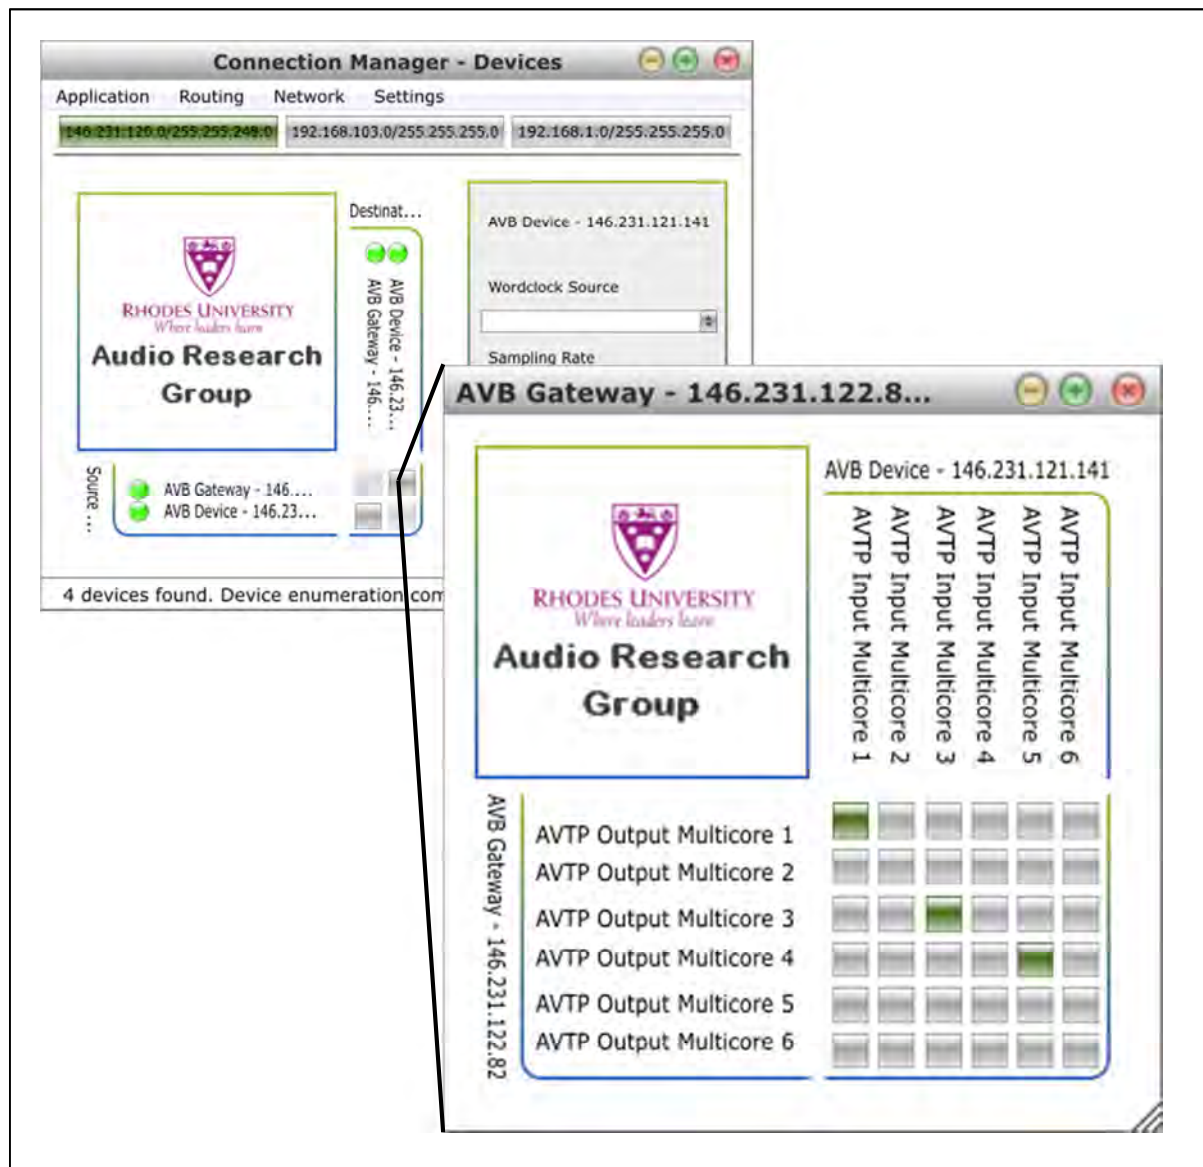 Connection Manager - Devices
Application Routing Network Settings
146.231.120.0/255.255.248.0 192.168.103.0/255.255.255.0 192.168.1.0/255.255.255.0
RHODES UNIVERSITY
Where leaders learn
Audio Research
Group
Destinat...
AVB Gateway - 146....
AVB Device - 146.23...
Source ...
AVB Gateway - 146....
AVB Device - 146.23...
AVB Device - 146.231.121.141
Wordclock Source
Sampling Rate
4 devices found. Device enumeration com
AVB Gateway - 146.231.122.8...
RHODES UNIVERSITY
Where leaders learn
Audio Research
Group
AVB Device - 146.231.121.141
AVTP Input Multicore 1
AVTP Input Multicore 2
AVTP Input Multicore 3
AVTP Input Multicore 4
AVTP Input Multicore 5
AVTP Input Multicore 6
AVB Gateway - 146.231.122.82
AVTP Output Multicore 1
AVTP Output Multicore 2
AVTP Output Multicore 3
AVTP Output Multicore 4
AVTP Output Multicore 5
AVTP Output Multicore 6